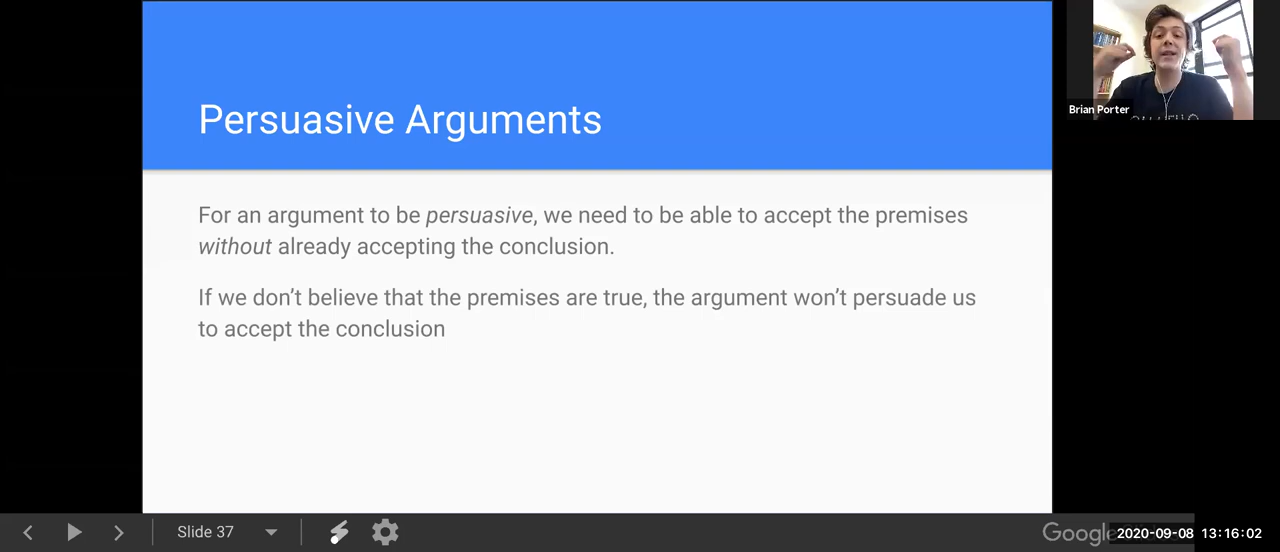 Persuasive Arguments
For an argument to be persuasive, we need to be able to accept the premises
without already accepting the conclusion.
If we don’t believe that the premises are true, the argument won’t persuade us
to accept the conclusion
Brian Porter
Slide 37
Google
2020-09-08 13:16:02